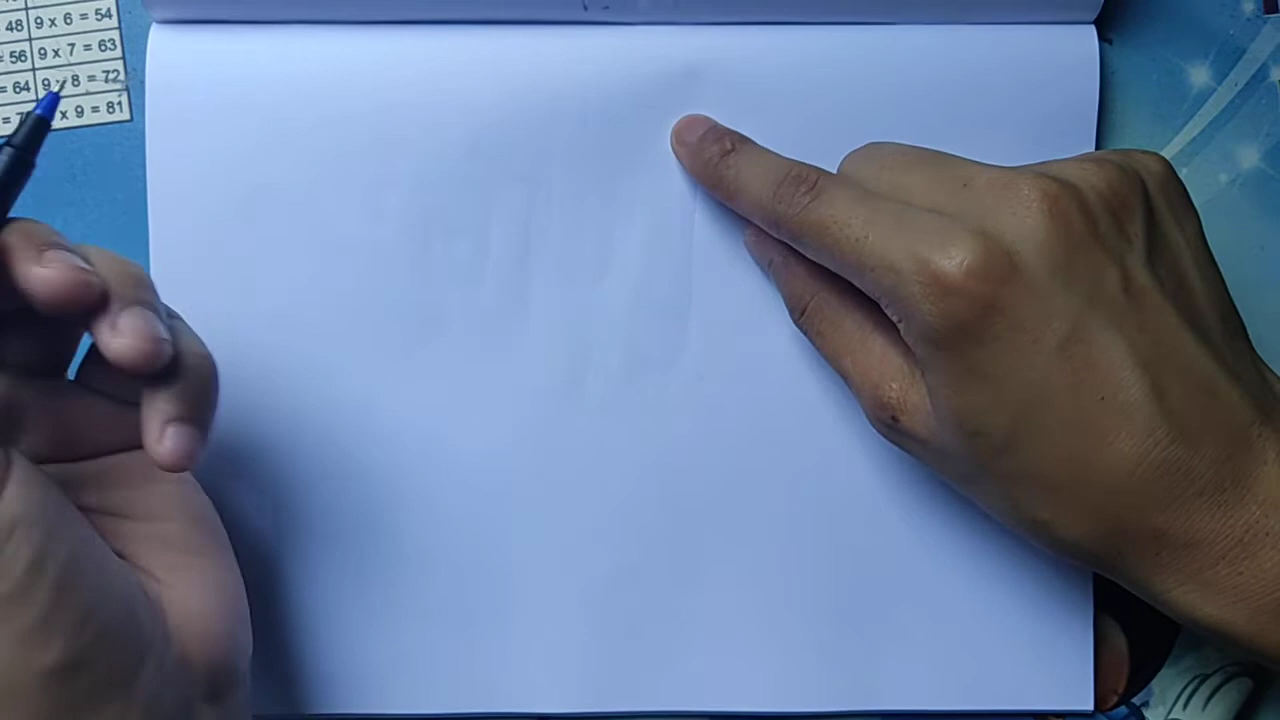 48 9 x 6 = 54
= 56 9 x 7 = 63
= 64 9 x 8 = 72
x 9 = 81